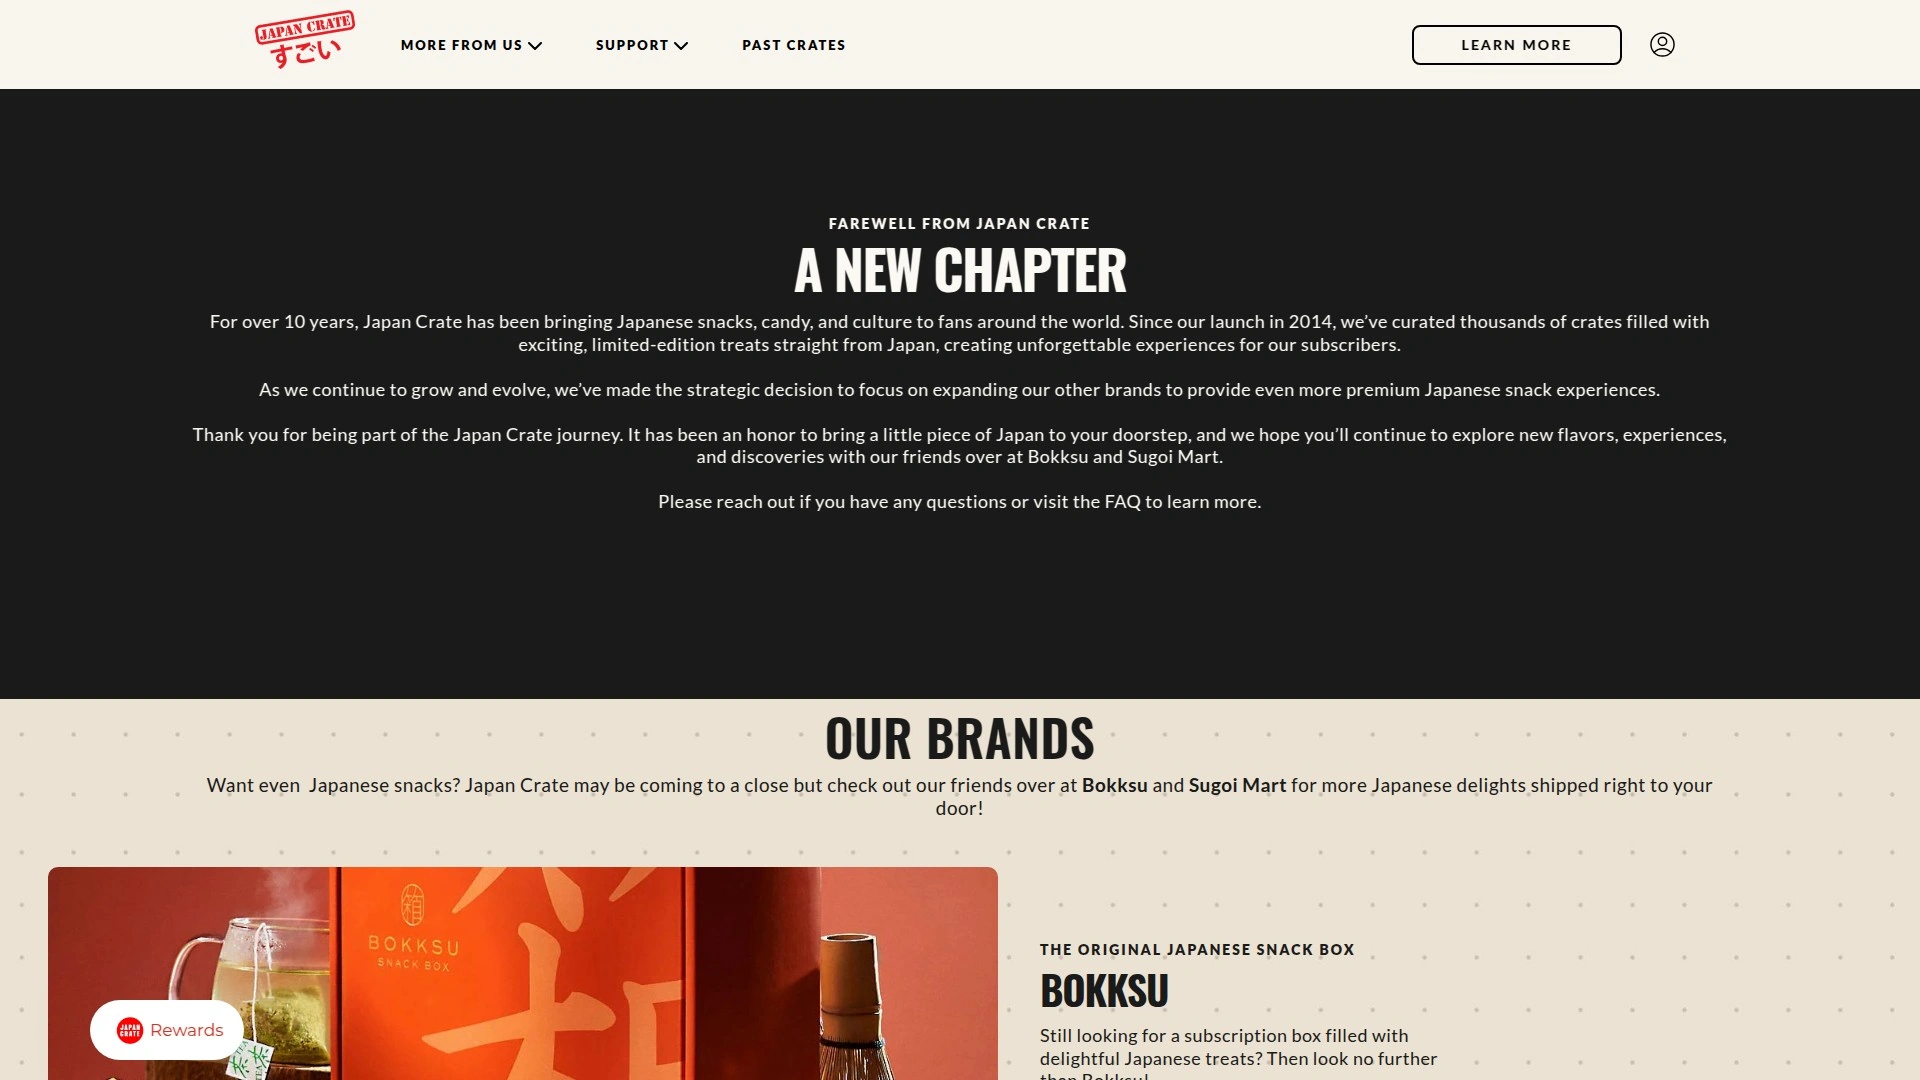 JAPAN CRATE
すごい
MORE FROM US
SUPPORT
PAST CRATES
LEARN MORE
FAREWELL FROM JAPAN CRATE
A NEW CHAPTER
For over 10 years, Japan Crate has been bringing Japanese snacks, candy, and culture to fans around the world. Since our launch in 2014, we’ve curated thousands of crates filled with
exciting, limited-edition treats straight from Japan, creating unforgettable experiences for our subscribers.
As we continue to grow and evolve, we’ve made the strategic decision to focus on expanding our other brands to provide even more premium Japanese snack experiences.
Thank you for being part of the Japan Crate journey. It has been an honor to bring a little piece of Japan to your doorstep, and we hope you’ll continue to explore new flavors, experiences,
and discoveries with our friends over at Bokksu and Sugoi Mart.
Please reach out if you have any questions or visit the FAQ to learn more.
OUR BRANDS
Want even  Japanese snacks? Japan Crate may be coming to a close but check out our friends over at Bokksu and Sugoi Mart for more Japanese delights shipped right to your
door!
BOKKSU
SNACK BOX
THE ORIGINAL JAPANESE SNACK BOX
BOKKSU
Still looking for a subscription box filled with
delightful Japanese treats? Then look no further
than Bokksu!
JAPAN
CRATE
Rewards